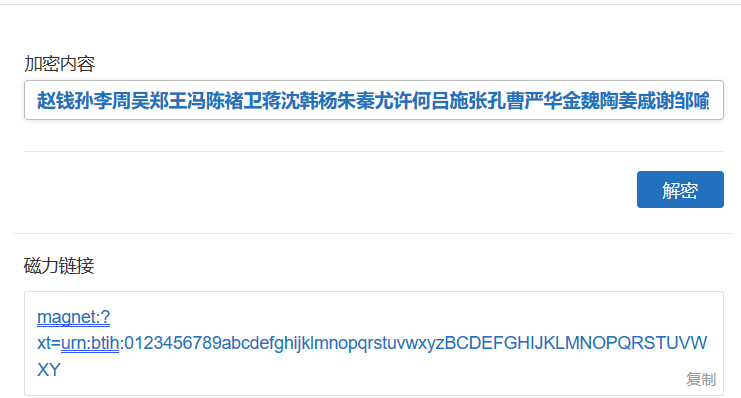 加密内容
赵钱孙李周吴郑王冯陈褚卫蒋沈韩杨朱秦尤许何吕施张孔曹严华金魏陶姜戚谢邹喻
解密
磁力链接
magnet:?
xt=urn:btih:0123456789abcdefghijklmnopqrstuvwxyzBCDEFGHIJKLMNOPQRSTUVW
XY
复制